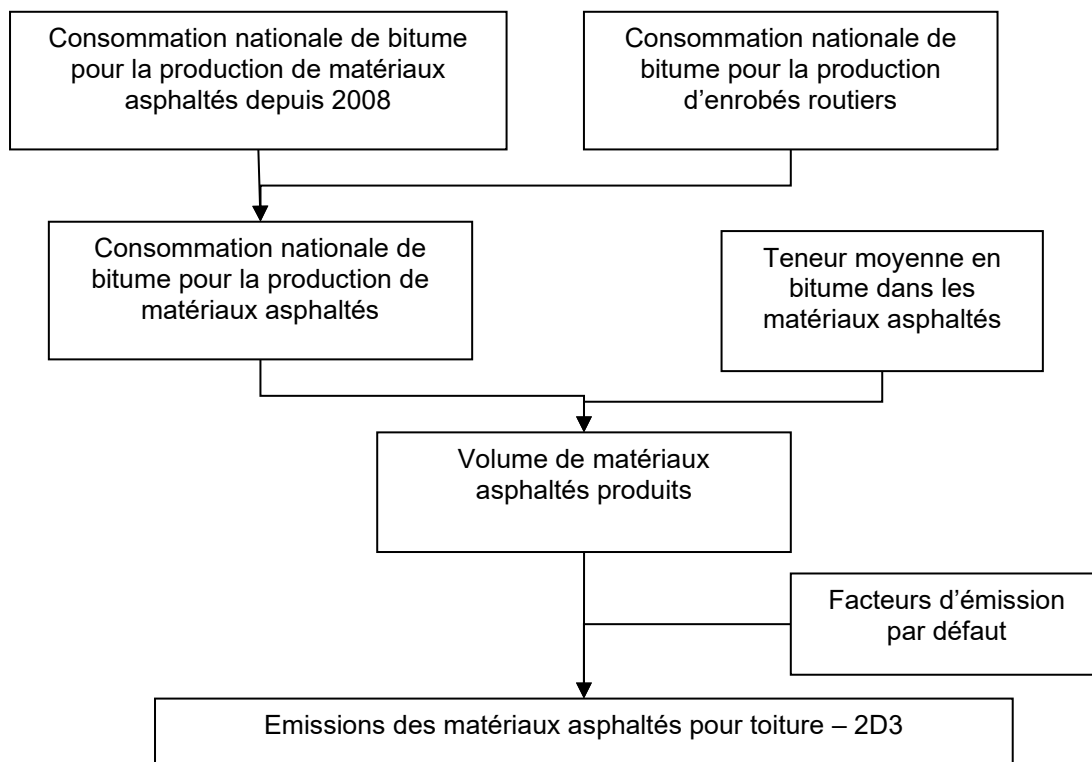 Consommation nationale de bitume
pour la production de matériaux
asphaltés depuis 2008
Consommation nationale de
bitume pour la production
d’enrobés routiers
Consommation nationale de
bitume pour la production de
matériaux asphaltés
Teneur moyenne en
bitume dans les
matériaux asphaltés
Volume de matériaux
asphaltés produits
Facteurs d’émission
par défaut
Emissions des matériaux asphaltés pour toiture – 2D3